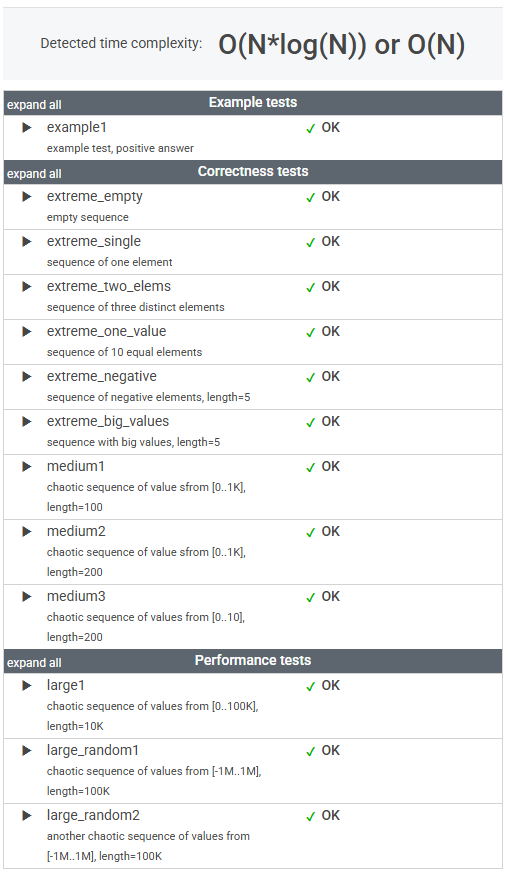 Detected time complexity: O(N*log(N)) or O(N)
expand all Example tests
example1 OK
example test, positive answer
expand all Correctness tests
extreme_empty OK
empty sequence
extreme_single OK
sequence of one element
extreme_two_elems OK
sequence of three distinct elements
extreme_one_value OK
sequence of 10 equal elements
extreme_negative OK
sequence of negative elements, length=5
extreme_big_values OK
sequence with big values, length=5
medium1 OK
chaotic sequence of value sfrom [0..1K],
length=100
medium2 OK
chaotic sequence of value sfrom [0..1K],
length=200
medium3 OK
chaotic sequence of values from [0..10],
length=200
expand all Performance tests
large1 OK
chaotic sequence of values from [0..100K],
length=10K
large_random1 OK
chaotic sequence of values from [-1M..1M],
length=100K
large_random2 OK
another chaotic sequence of values from
[-1M..1M], length=100K